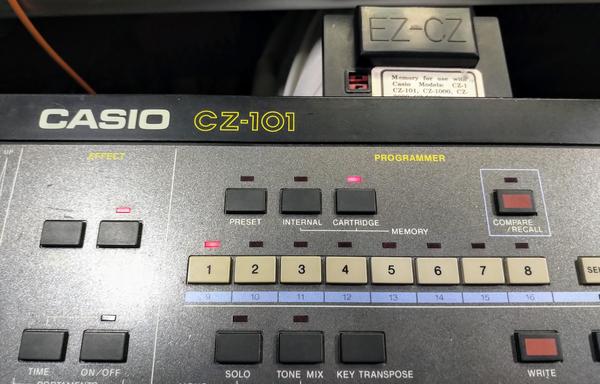 EZ-CZ
Memory for use with
Casio Models: CZ-1
CZ-101, CZ-1000, CZ-
CASIO CZ-101
EFFECT
PROGRAMMER
PRESET INTERNAL CARTRIDGE
MEMORY
COMPARE
/RECALL
1 2 3 4 5 6 7 8
9 10 11 12 13 14 15 16
TIME ON/OFF SOLO TONE MIX KEY TRANSPOSE WRITE
PORTAMENTO